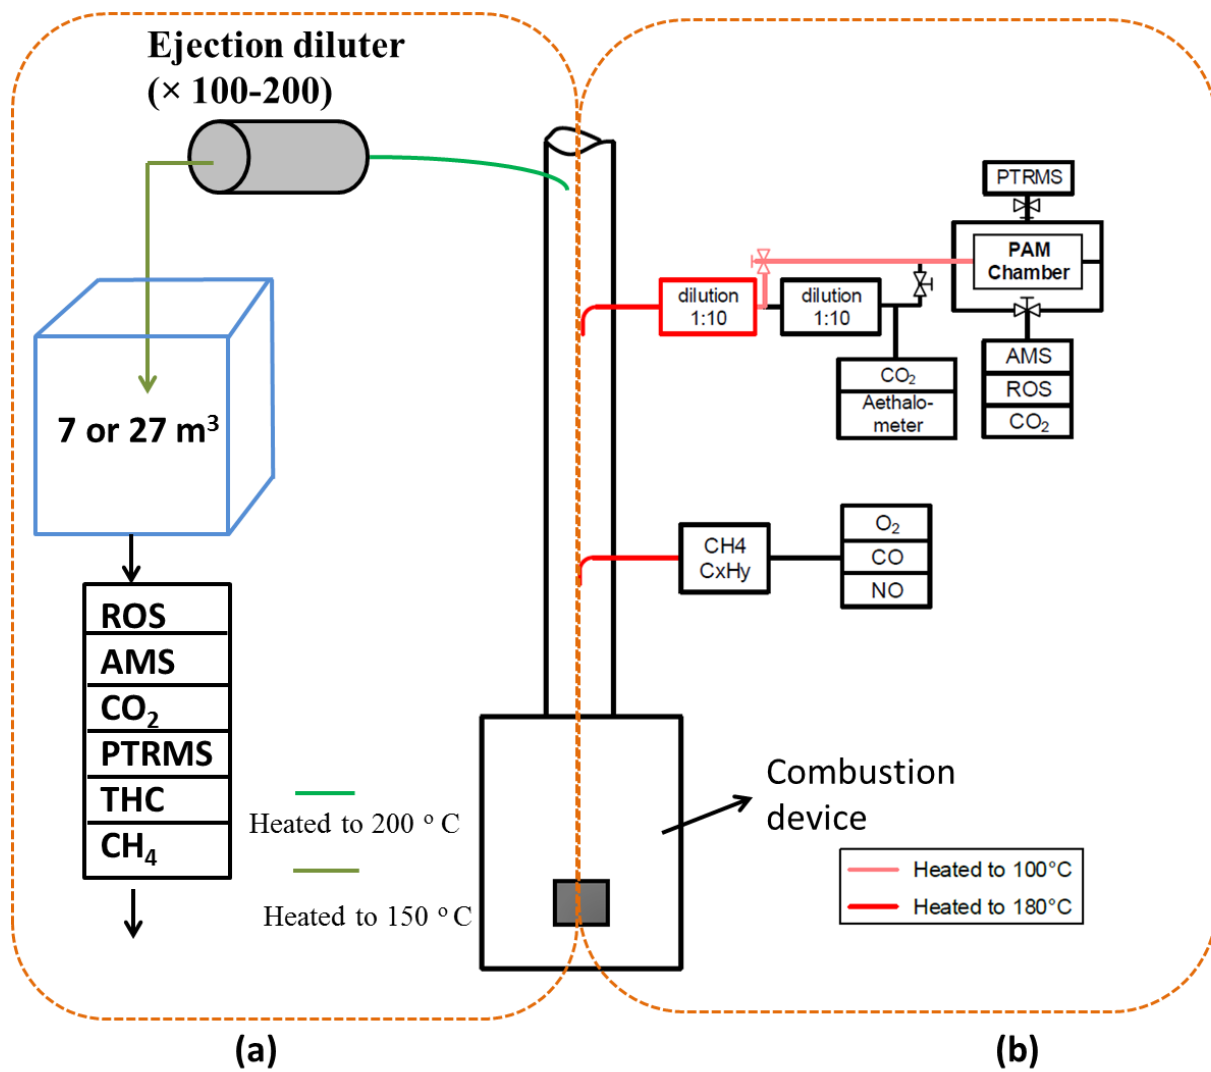 Ejection diluter
(× 100-200)
7 or 27 m³
ROS
AMS
CO₂
PTRMS
THC
CH₄
Heated to 200 ° C
Heated to 150 ° C
(a)
PTRMS
PAM
Chamber
dilution
1:10
dilution
1:10
CO₂
Aethalo-
meter
AMS
ROS
CO₂
CH4
CxHy
O₂
CO
NO
Combustion
device
Heated to 100°C
Heated to 180°C
(b)